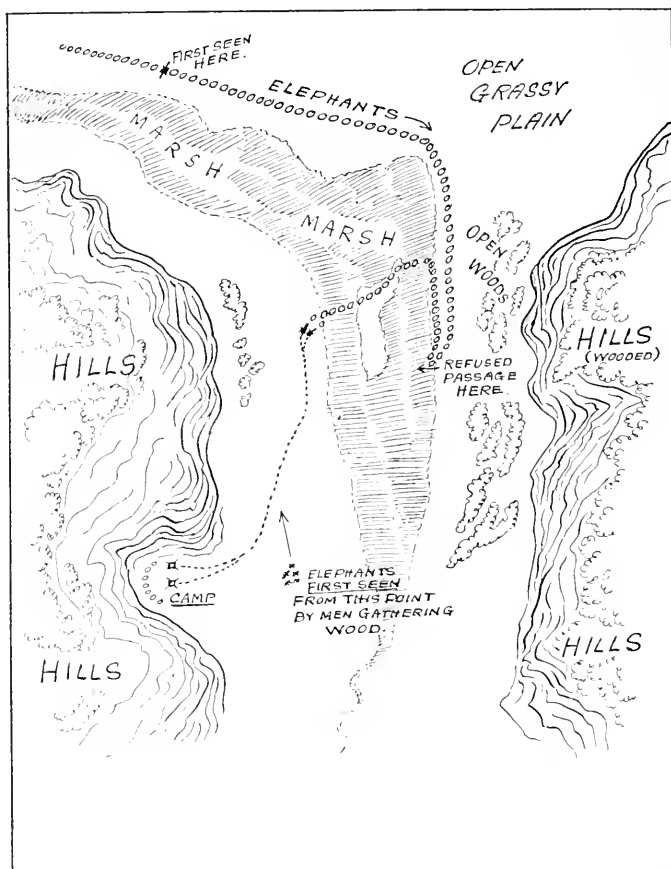 FIRST SEEN
HERE.
ELEPHANTS
OPEN
GRASSY
PLAIN
MARSH
MARSH
OPEN
WOODS
HILLS
HILLS
(WOODED)
REFUSED
PASSAGE
HERE.
CAMP
ELEPHANTS
FIRST SEEN
FROM THIS POINT
BY MEN GATHERING
WOOD.
HILLS
HILLS